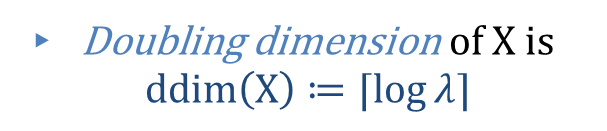 ▸ Doubling dimension of X is
ddim(X) ≔ ⌈log λ⌉